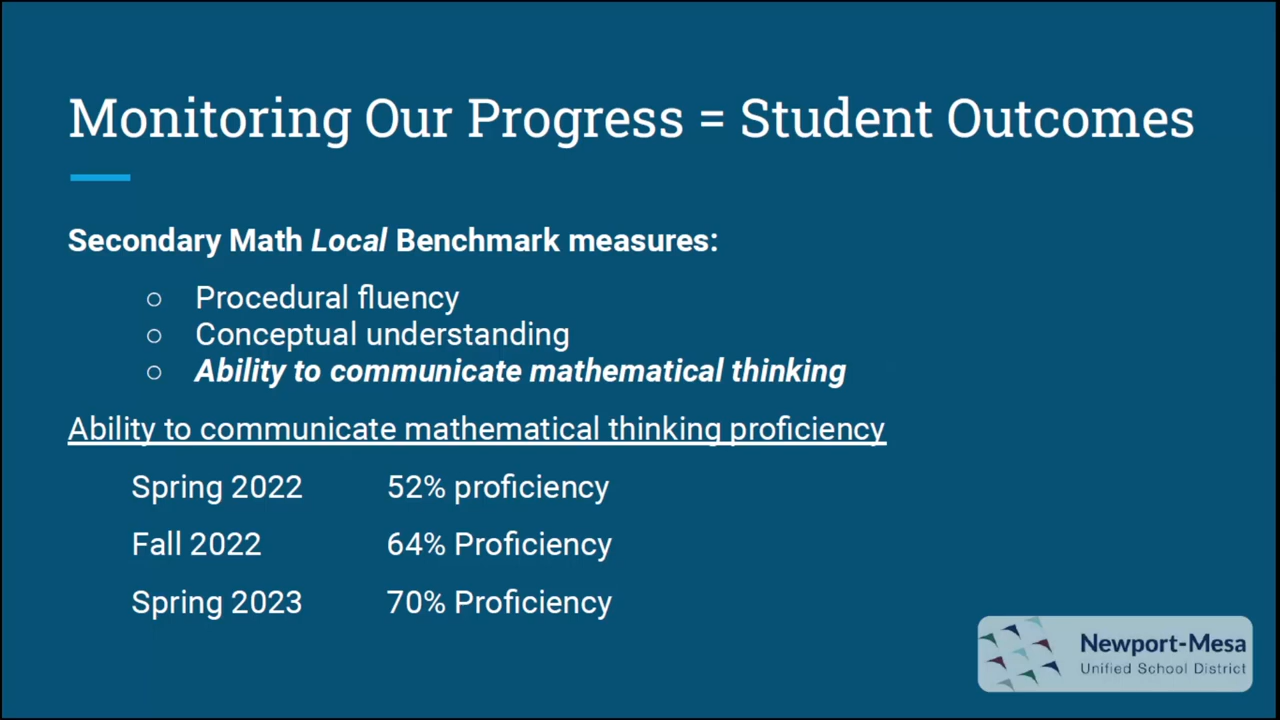 Monitoring Our Progress = Student Outcomes
Secondary Math Local Benchmark measures:
○ Procedural fluency
○ Conceptual understanding
○ Ability to communicate mathematical thinking
Ability to communicate mathematical thinking proficiency
Spring 2022 52% proficiency
Fall 2022 64% Proficiency
Spring 2023 70% Proficiency
Newport-Mesa
Unified School District